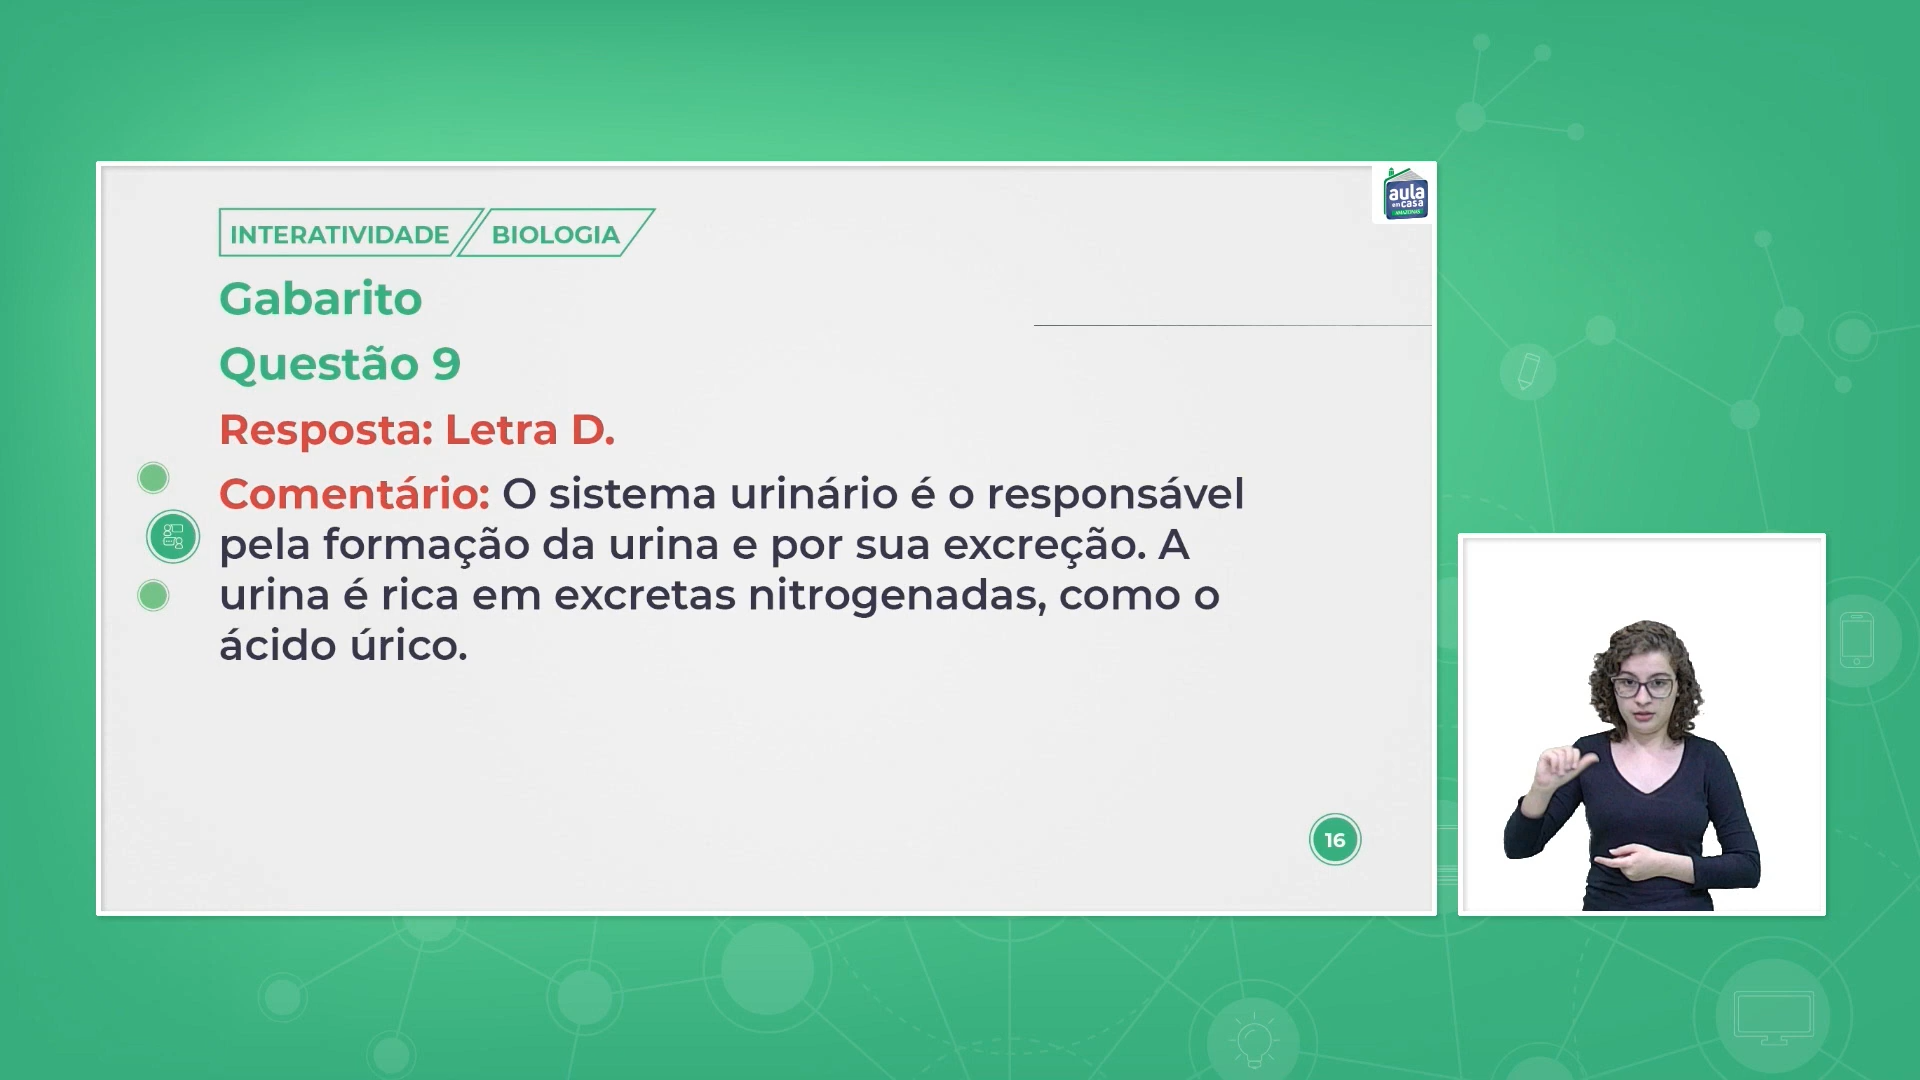 aula
em casa
AMAZONAS
INTERATIVIDADE BIOLOGIA
Gabarito
Questão 9
Resposta: Letra D.
Comentário: O sistema urinário é o responsável
pela formação da urina e por sua excreção. A
urina é rica em excretas nitrogenadas, como o
ácido úrico.
16